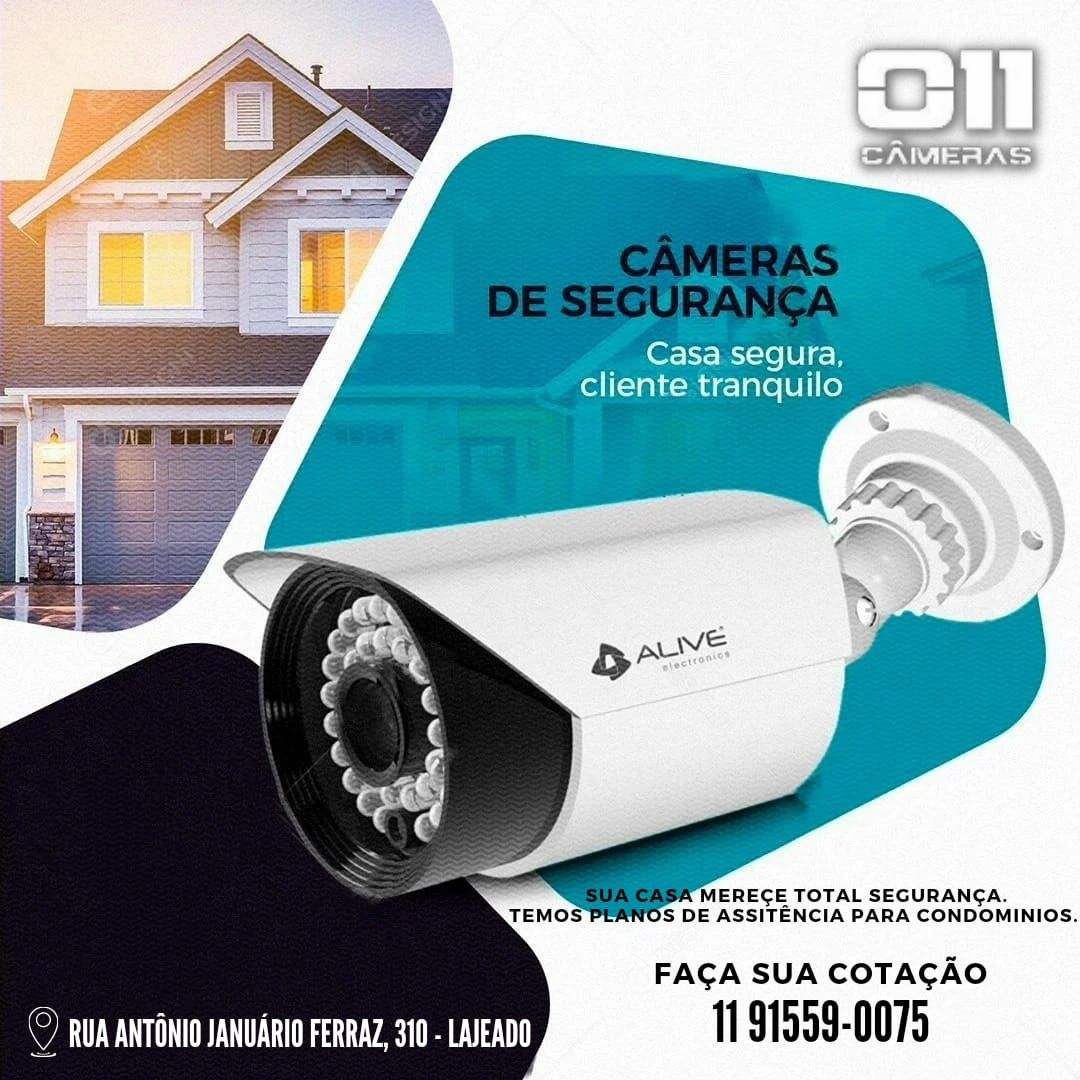 011
CÂMERAS
CÂMERAS
DE SEGURANÇA
Casa segura,
cliente tranquilo
ALIVE
electronics
SUA CASA MEREÇE TOTAL SEGURANÇA.
TEMOS PLANOS DE ASSITÊNCIA PARA CONDOMINIOS.
FAÇA SUA COTAÇÃO
11 91559-0075
RUA ANTÔNIO JANUÁRIO FERRAZ, 310 - LAJEADO